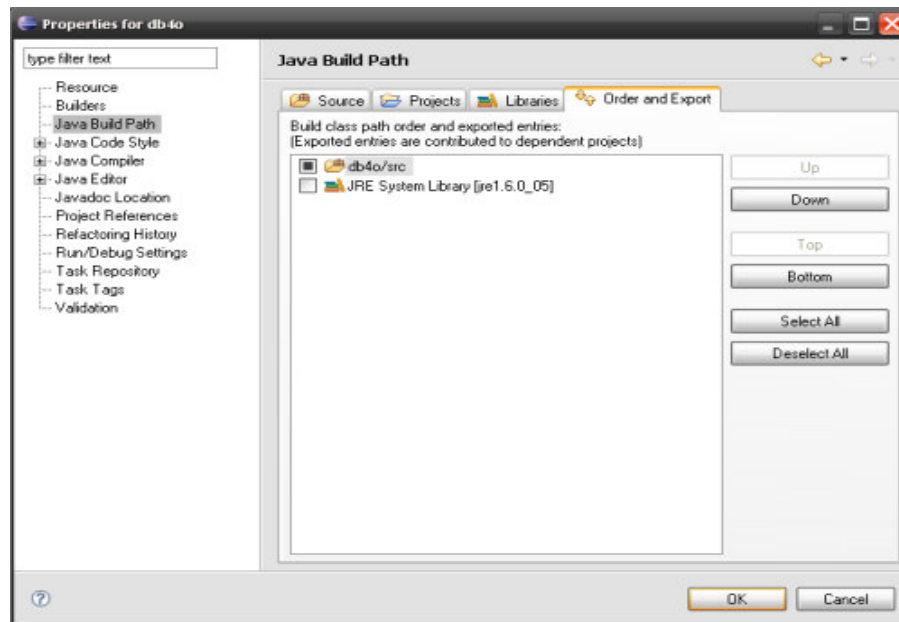 Properties for db4o
type filter text
Resource
Builders
Java Build Path
Java Code Style
Java Compiler
Java Editor
Javadoc Location
Project References
Refactoring History
Run/Debug Settings
Task Repository
Task Tags
Validation
Java Build Path
Source Projects Libraries Order and Export
Build class path order and exported entries:
(Exported entries are contributed to dependent projects)
db4o/src
JRE System Library [jre1.6.0_05]
Up
Down
Top
Bottom
Select All
Deselect All
OK Cancel